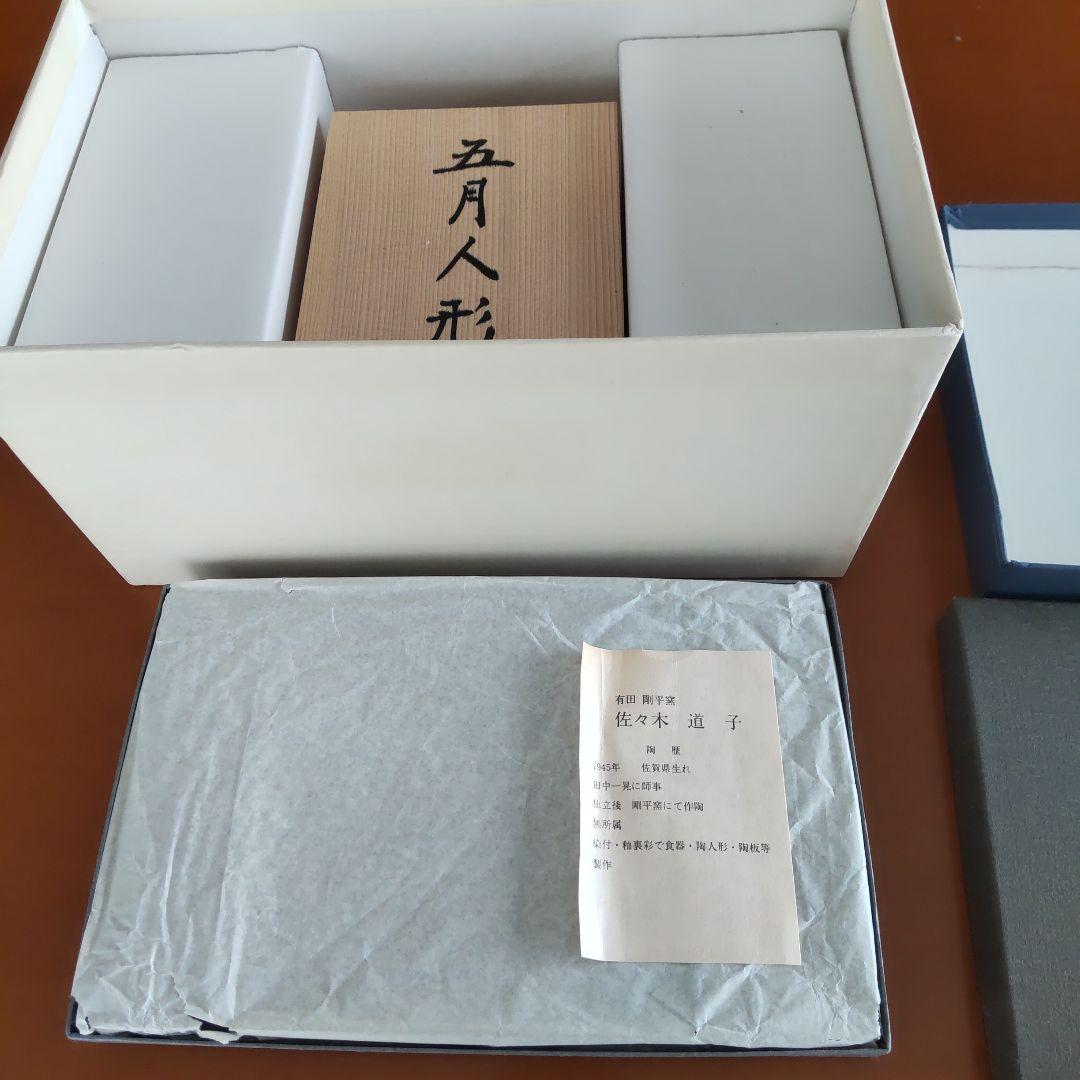 五月人形
有田 剛平窯
佐々木 道 子
陶 歴
1945年 佐賀県生れ
田中一晃に師事
独立後 剛平窯にて作陶
無所属
染付・釉裏彩で食器・陶人形・陶板等
製作